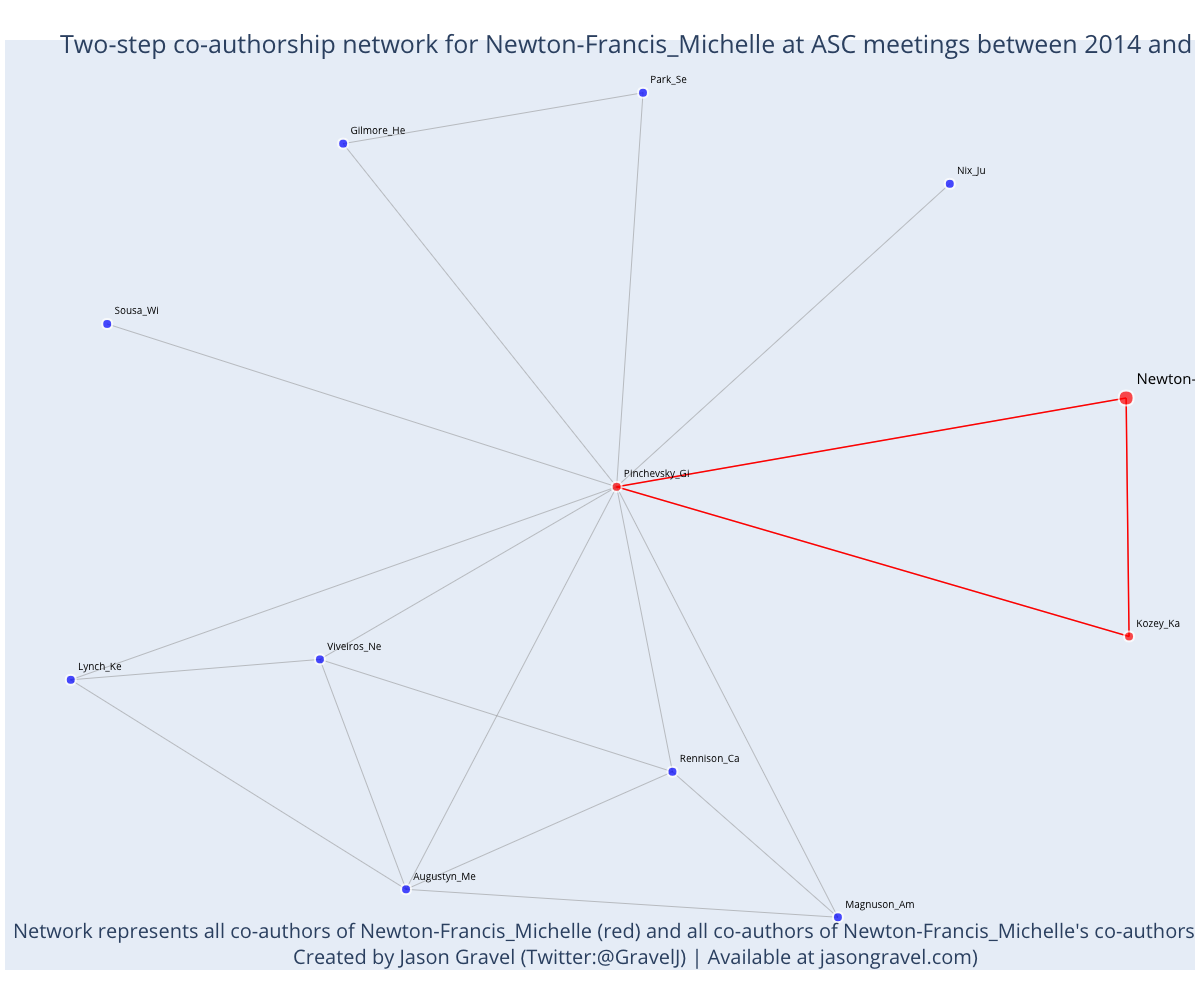 Two-step co-authorship network for Newton-Francis_Michelle at ASC meetings between 2014 and
Park_Se
Gilmore_He
Nix_Ju
Sousa_Wi
Newton-
Pinchevsky_Gi
Kozey_Ka
Viveiros_Ne
Lynch_Ke
Rennison_Ca
Augustyn_Me
Magnuson_Am
Network represents all co-authors of Newton-Francis_Michelle (red) and all co-authors of Newton-Francis_Michelle's co-authors
Created by Jason Gravel (Twitter:@GravelJ) | Available at jasongravel.com)